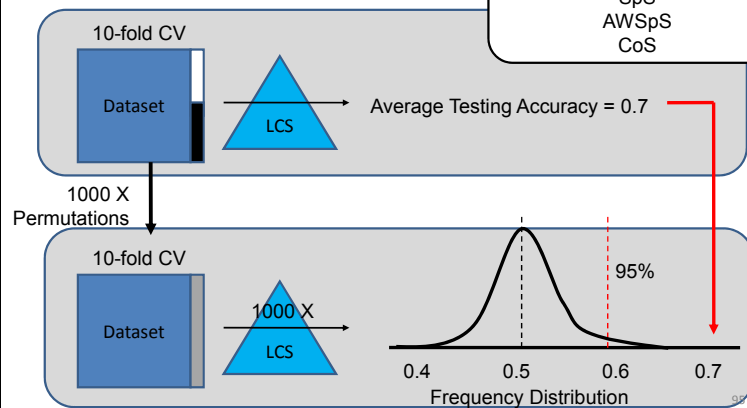 SpS
AWSpS
CoS
10-fold CV
Dataset
LCS
Average Testing Accuracy = 0.7
1000 X
Permutations
10-fold CV
Dataset
1000 X
LCS
95%
0.4 0.5 0.6 0.7
Frequency Distribution